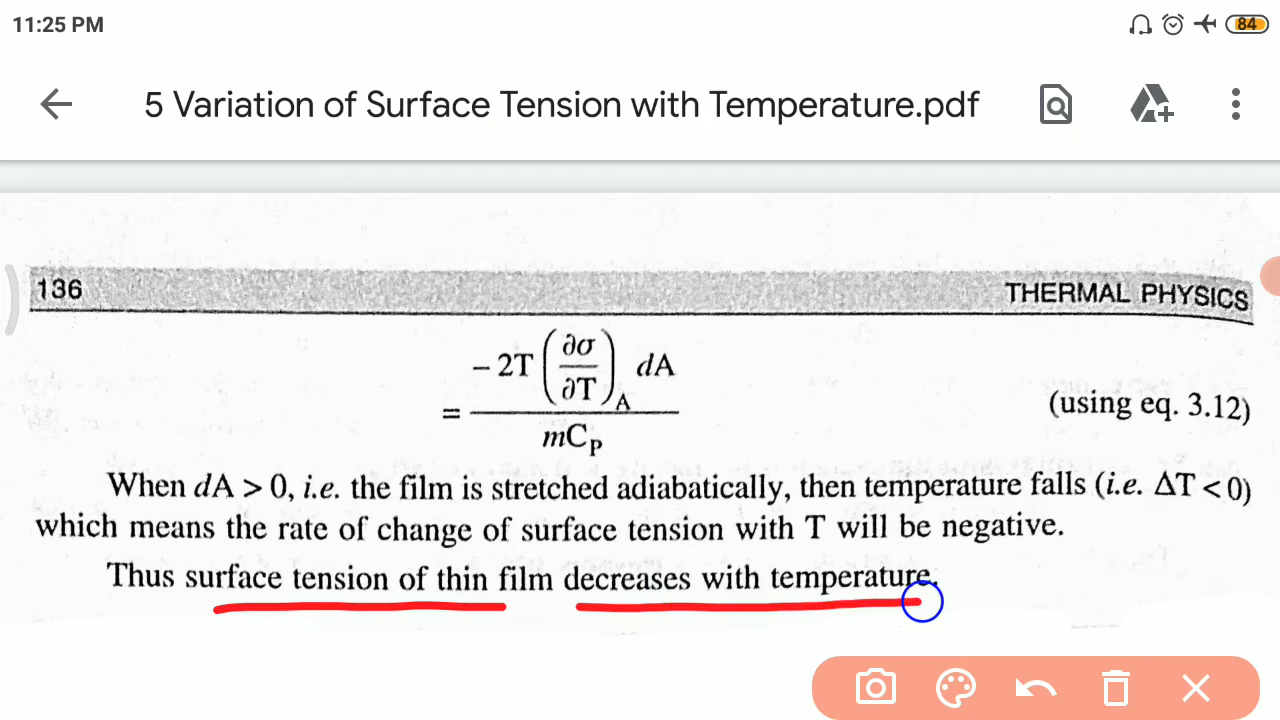 11:25 PM
84
5 Variation of Surface Tension with Temperature.pdf
136
THERMAL PHYSICS
= – 2T (∂σ/∂T)_A dA / mC_P (using eq. 3.12)
When dA > 0, i.e. the film is stretched adiabatically, then temperature falls (i.e. ΔT < 0)
which means the rate of change of surface tension with T will be negative.
Thus surface tension of thin film decreases with temperature.